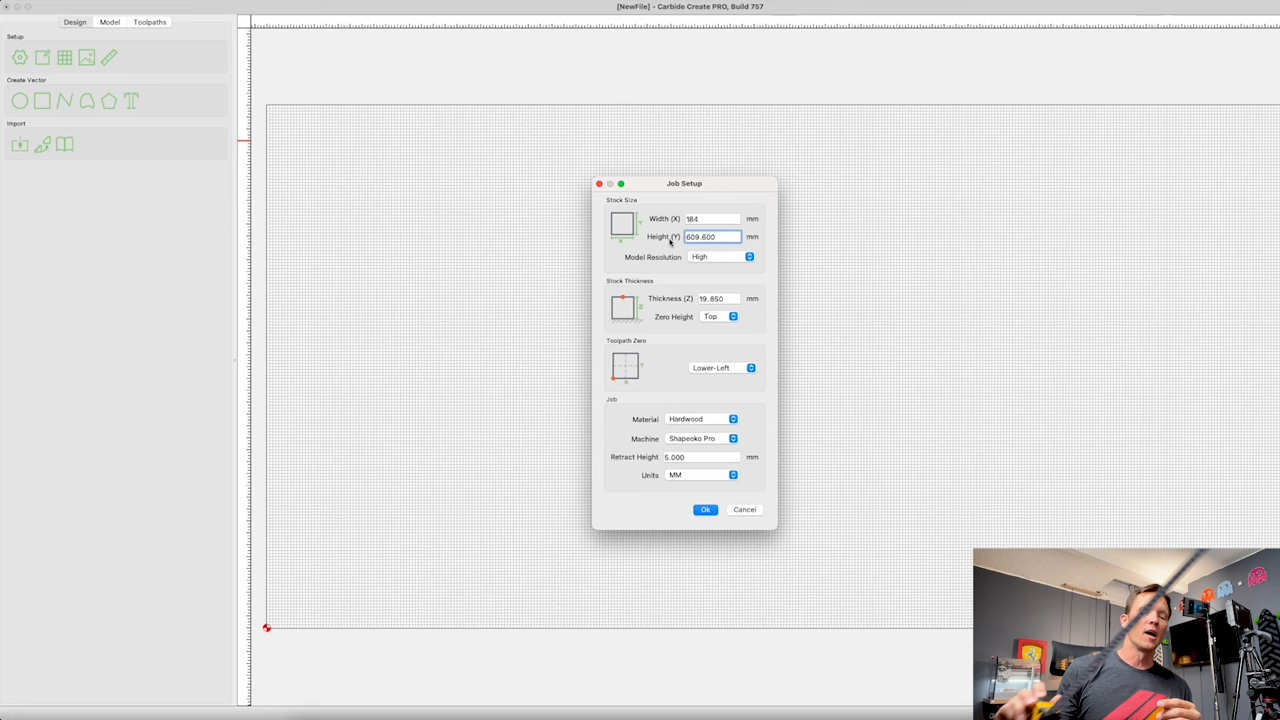 [NewFile] - Carbide Create PRO, Build 757
Design Model Toolpaths
Setup
Create Vector
Import
Job Setup
Stock Size
Width (X) 184 mm
Height (Y) 609.600 mm
Model Resolution High
Stock Thickness
Thickness (Z) 19.850 mm
Zero Height Top
Toolpath Zero
Lower-Left
Job
Material Hardwood
Machine Shapeoko Pro
Retract Height 5.000 mm
Units MM
Ok Cancel